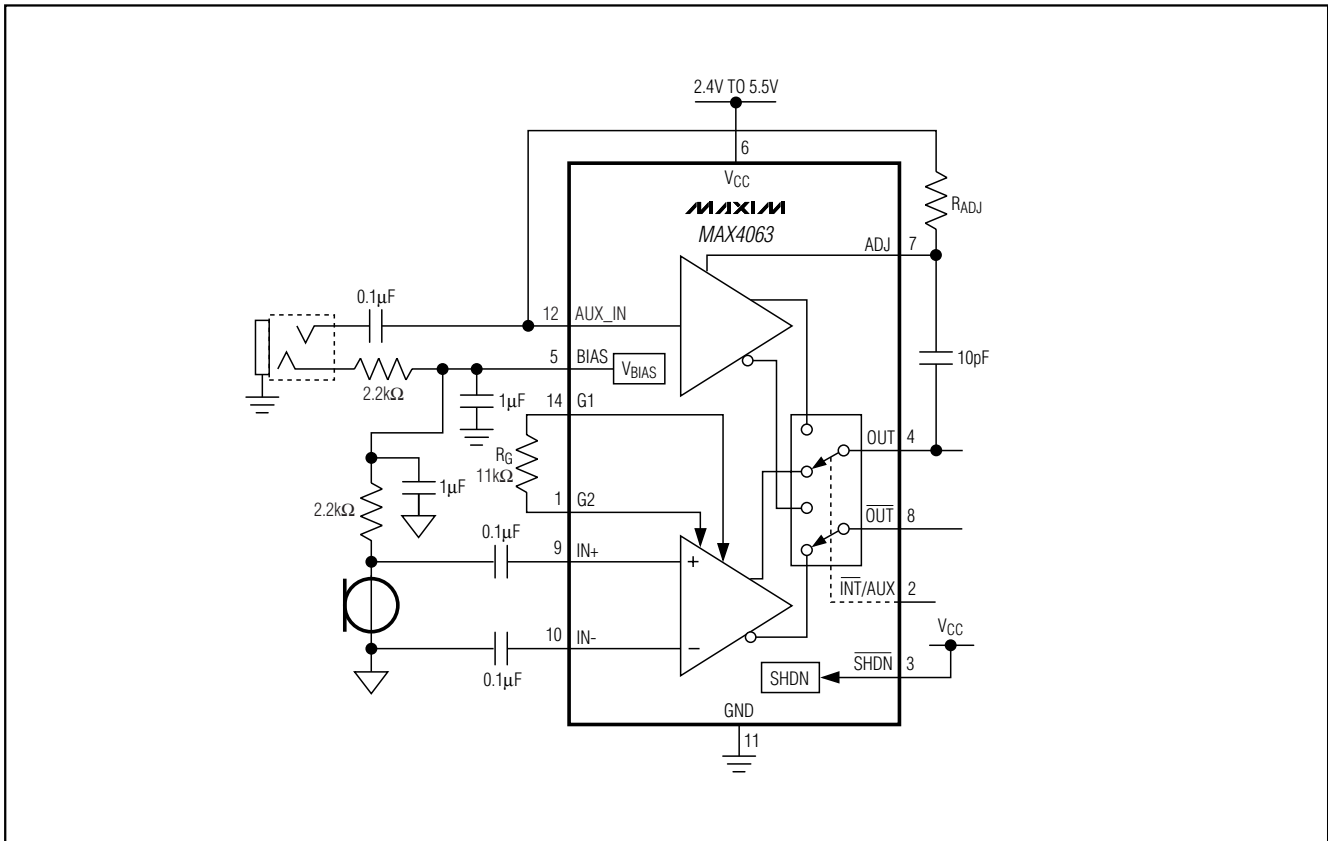 2.4V TO 5.5V
6
VCC
MAXIM
MAX4063
RADJ
ADJ 7
0.1µF
12 AUX_IN
5 BIAS
VBIAS
10pF
2.2kΩ
1µF
14 G1
RG
11kΩ
OUT 4
1µF
1 G2
2.2kΩ
0.1µF
OUT 8
9 IN+
+
INT/AUX 2
10 IN-
−
VCC
0.1µF
SHDN 3
SHDN
GND
11